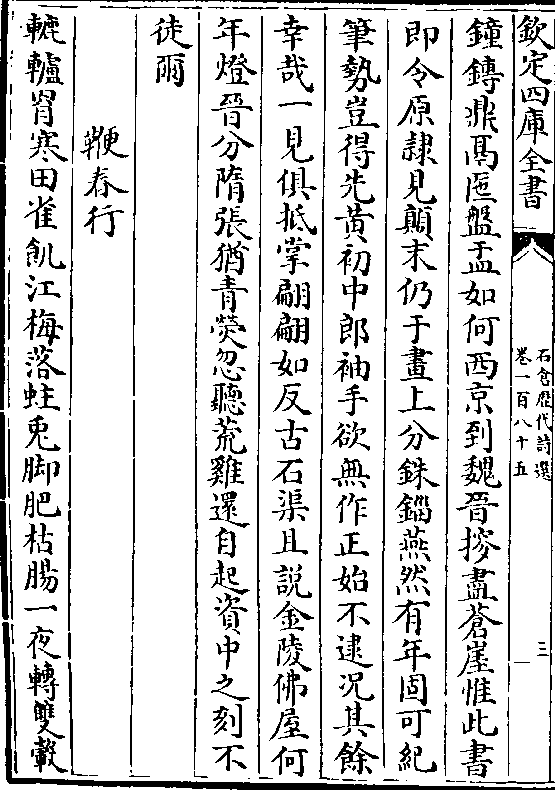 欽定四庫全書
石倉歷代詩選
卷一百八十五
三
鐘鏄鼎鬲匜盤盂如何西京到魏晉搀盡蒼崖惟此書
即令原隸見顛末仍于畫上分銖錙燕然有年固可紀
筆勢豈得先黃初中郎袖手欲無作正始不逮況其餘
幸哉一見俱抵掌翩翩如反古石渠且説金陵佛屋何
年燈晉分隋張猶青熒忽聽荒雞還自起資中之刻不
徒爾
鞭春行
轆轤胷寒田雀飢江梅落蛀兎脚肥枯腸一夜轉雙轂